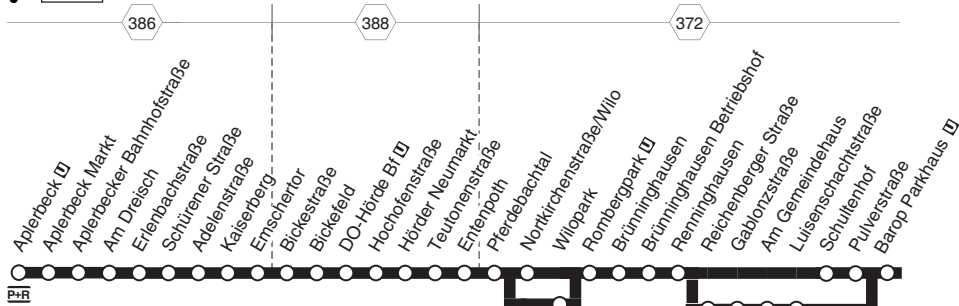 386
388
372
Aplerbeck U
Aplerbeck Markt
Aplerbecker Bahnhofstraße
Am Dreisch
Erlenbachstraße
Schürener Straße
Adelenstraße
Kaiserberg
Emschertor
Bickestraße
Bickefeld
DO-Hörde Bf U
Hochofenstraße
Hörder Neumarkt
Teutonenstraße
Entenpoth
Pferdebachtal
Nortkirchenstraße/Wilo
Wilopark
Rombergpark U
Brünninghausen
Brünninghausen Betriebshof
Renninghausen
Reichenberger Straße
Gablonzstraße
Am Gemeindehaus
Luisenschachtstraße
Schultenhof
Pulverstraße
Barop Parkhaus U
P+R